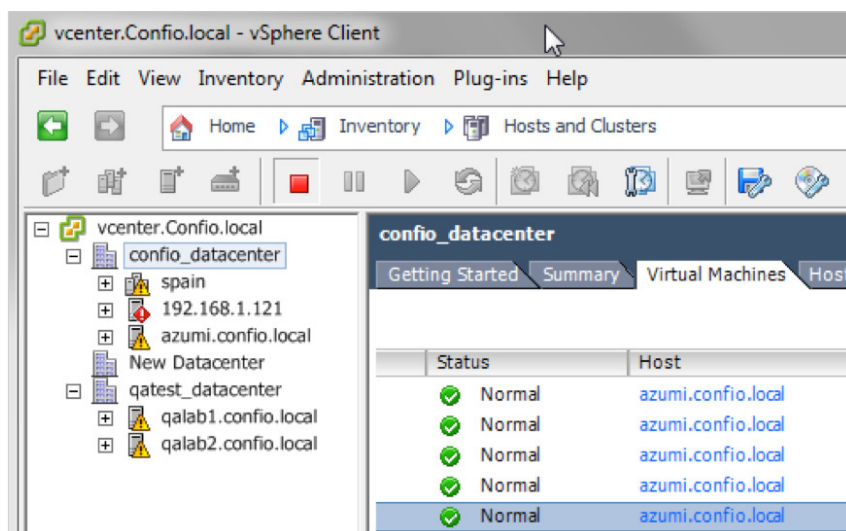 vcenter.Confio.local - vSphere Client
File Edit View Inventory Administration Plug-ins Help
Home Inventory Hosts and Clusters
vcenter.Confio.local
confio_datacenter
spain
192.168.1.121
azumi.confio.local
New Datacenter
qatest_datacenter
qalab1.confio.local
qalab2.confio.local
confio_datacenter
Getting Started Summary Virtual Machines Host
Status Host
Normal azumi.confio.local
Normal azumi.confio.local
Normal azumi.confio.local
Normal azumi.confio.local
Normal azumi.confio.local